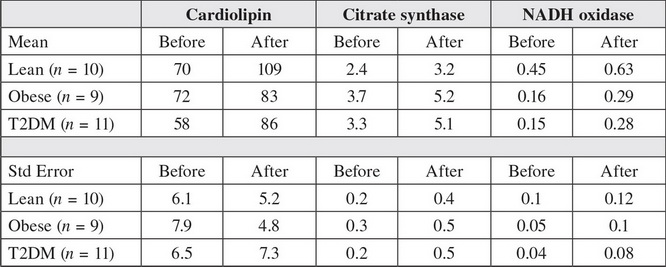 Cardiolipin Citrate synthase NADH oxidase
Mean Before After Before After Before After
Lean (n = 10) 70 109 2.4 3.2 0.45 0.63
Obese (n = 9) 72 83 3.7 5.2 0.16 0.29
T2DM (n = 11) 58 86 3.3 5.1 0.15 0.28
Std Error Before After Before After Before After
Lean (n = 10) 6.1 5.2 0.2 0.4 0.1 0.12
Obese (n = 9) 7.9 4.8 0.3 0.5 0.05 0.1
T2DM (n = 11) 6.5 7.3 0.2 0.5 0.04 0.08